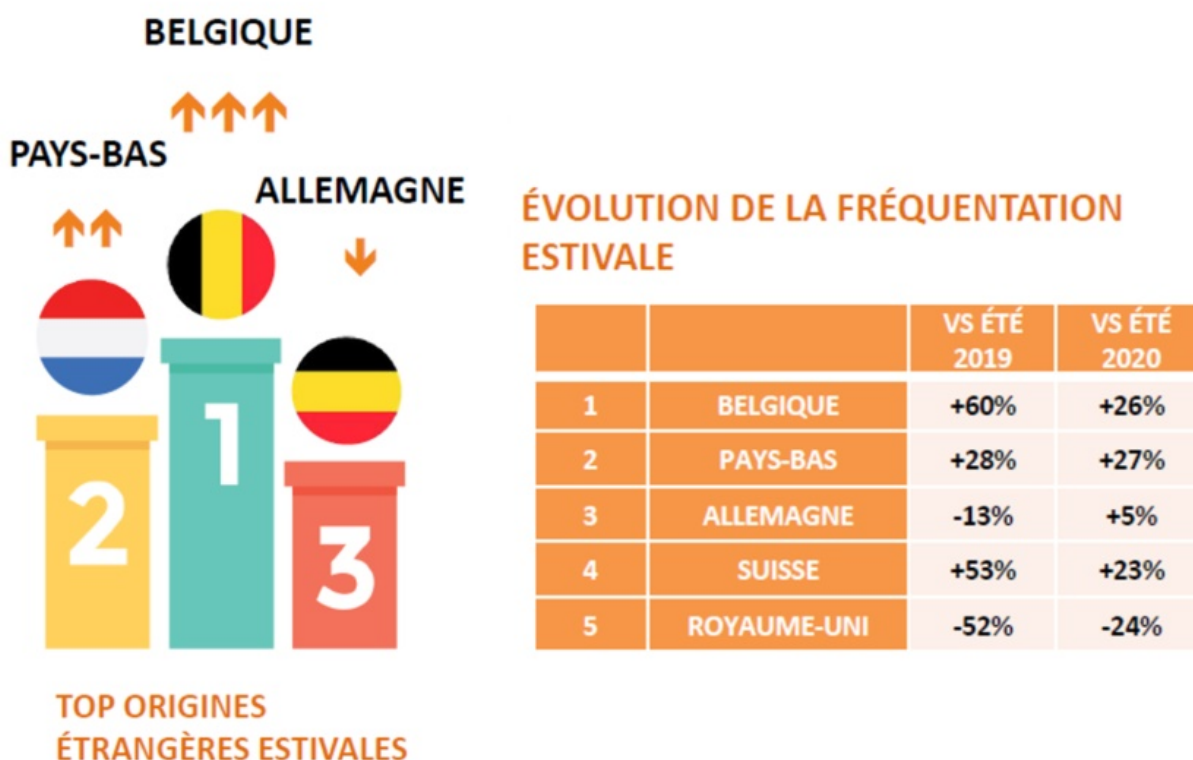 BELGIQUE
PAYS-BAS
ALLEMAGNE
1
2
3
TOP ORIGINES
ÉTRANGÈRES ESTIVALES
ÉVOLUTION DE LA FRÉQUENTATION
ESTIVALE
VS ÉTÉ 2019 VS ÉTÉ 2020
1 BELGIQUE +60% +26%
2 PAYS-BAS +28% +27%
3 ALLEMAGNE -13% +5%
4 SUISSE +53% +23%
5 ROYAUME-UNI -52% -24%